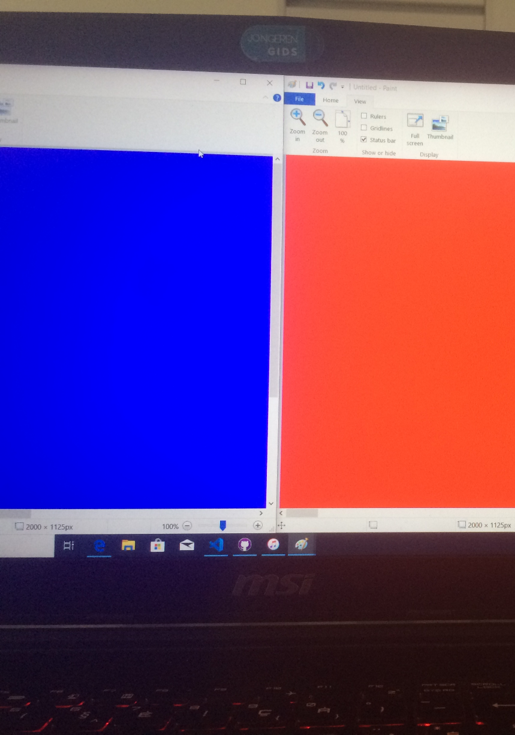 JONGEREN
GIDS
Untitled - Paint
File
Home
View
Zoom in
Zoom out
100 %
Rulers
Gridlines
Status bar
Full screen
Thumbnail
Zoom
Show or hide
Display
2000 × 1125px
100%
2000 × 1125px
msi